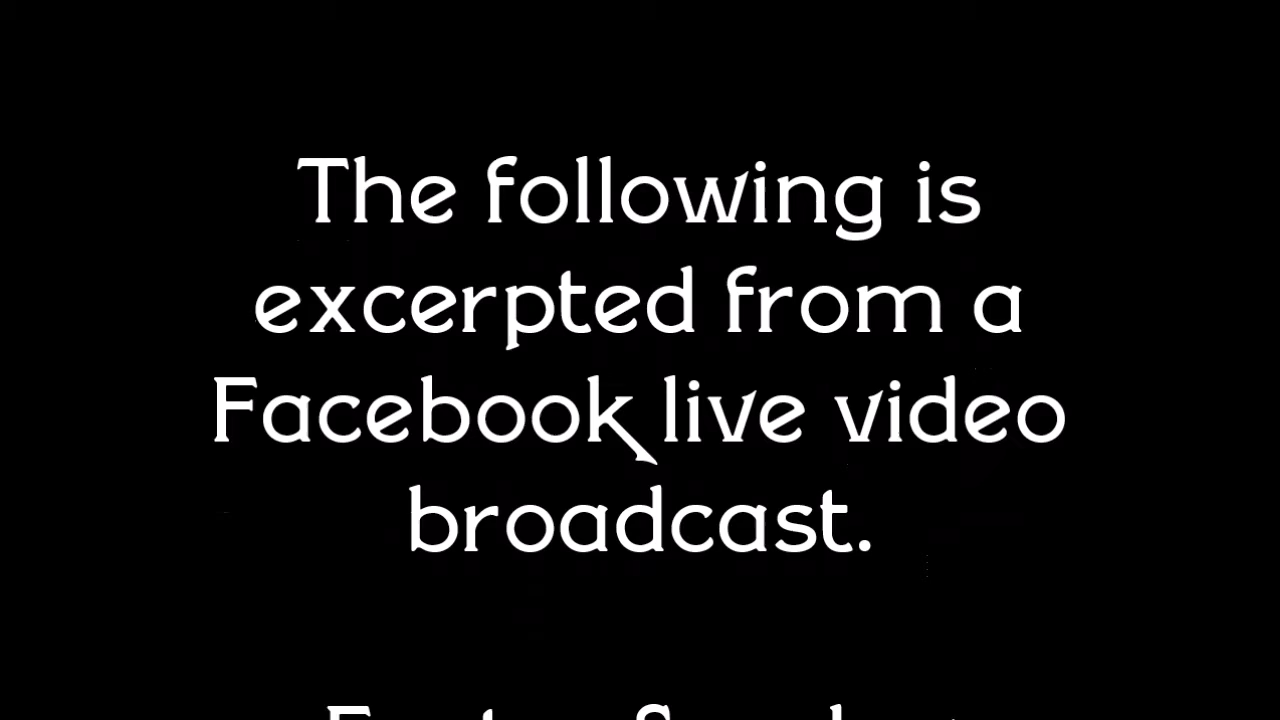 The following is
excerpted from a
Facebook live video
broadcast.